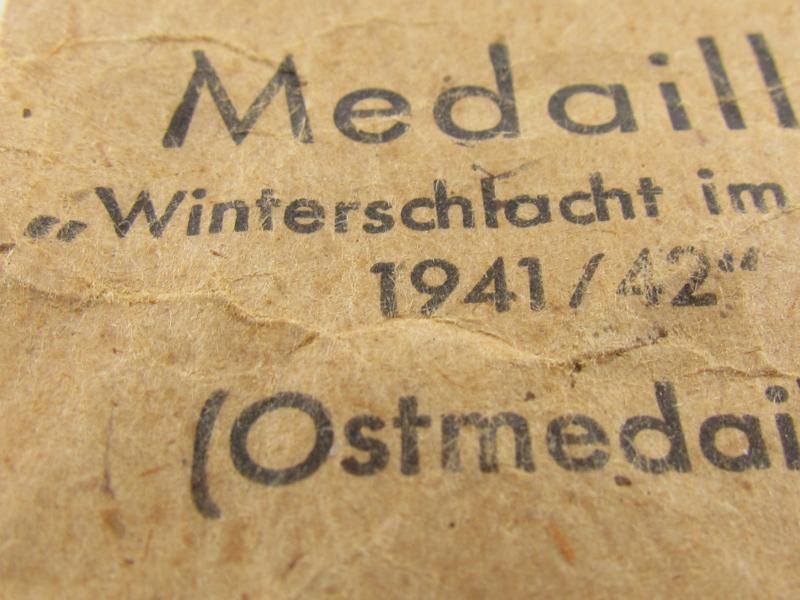 Medaill
„Winterschlacht im
1941/42“
(Ostmedai